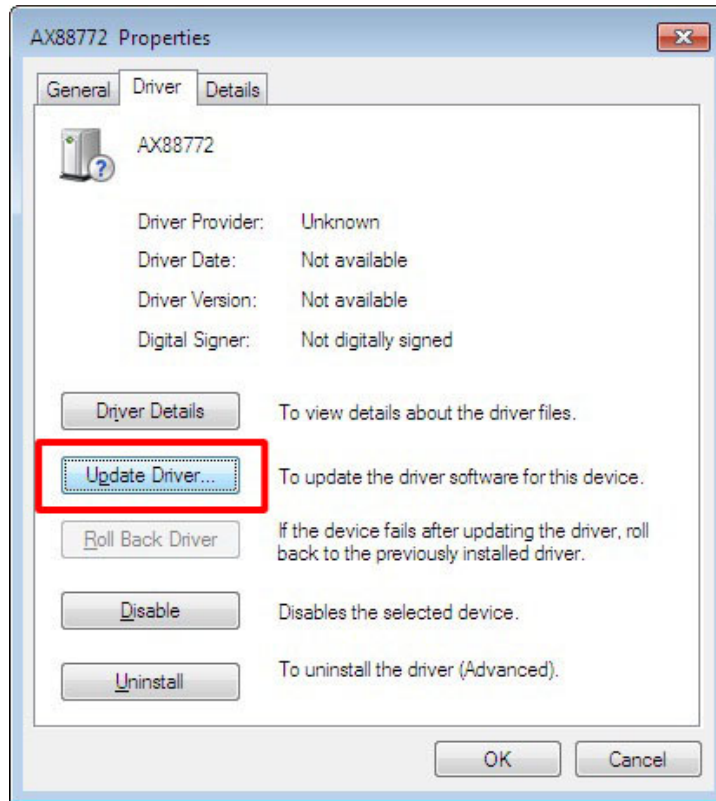 AX88772 Properties
General Driver Details
AX88772
Driver Provider: Unknown
Driver Date: Not available
Driver Version: Not available
Digital Signer: Not digitally signed
Driver Details To view details about the driver files.
Update Driver... To update the driver software for this device.
Roll Back Driver If the device fails after updating the driver, roll
back to the previously installed driver.
Disable Disables the selected device.
Uninstall To uninstall the driver (Advanced).
OK Cancel